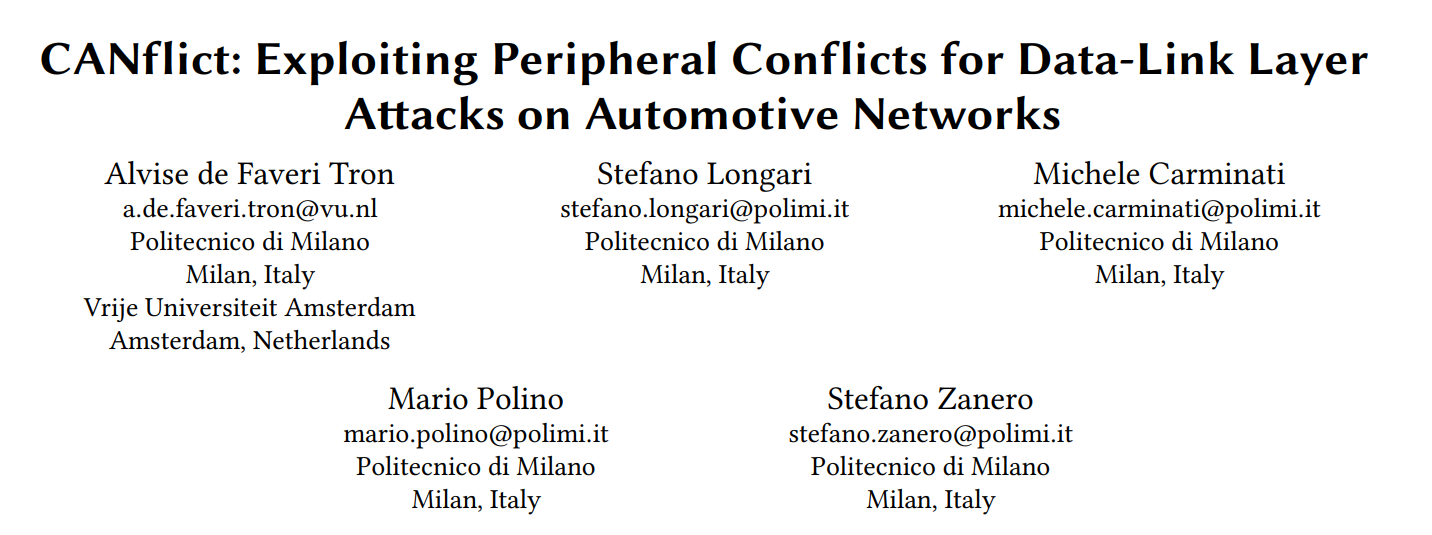 CANflict: Exploiting Peripheral Conflicts for Data-Link Layer
Attacks on Automotive Networks
Alvise de Faveri Tron
a.de.faveri.tron@vu.nl
Politecnico di Milano
Milan, Italy
Vrije Universiteit Amsterdam
Amsterdam, Netherlands
Stefano Longari
stefano.longari@polimi.it
Politecnico di Milano
Milan, Italy
Michele Carminati
michele.carminati@polimi.it
Politecnico di Milano
Milan, Italy
Mario Polino
mario.polino@polimi.it
Politecnico di Milano
Milan, Italy
Stefano Zanero
stefano.zanero@polimi.it
Politecnico di Milano
Milan, Italy